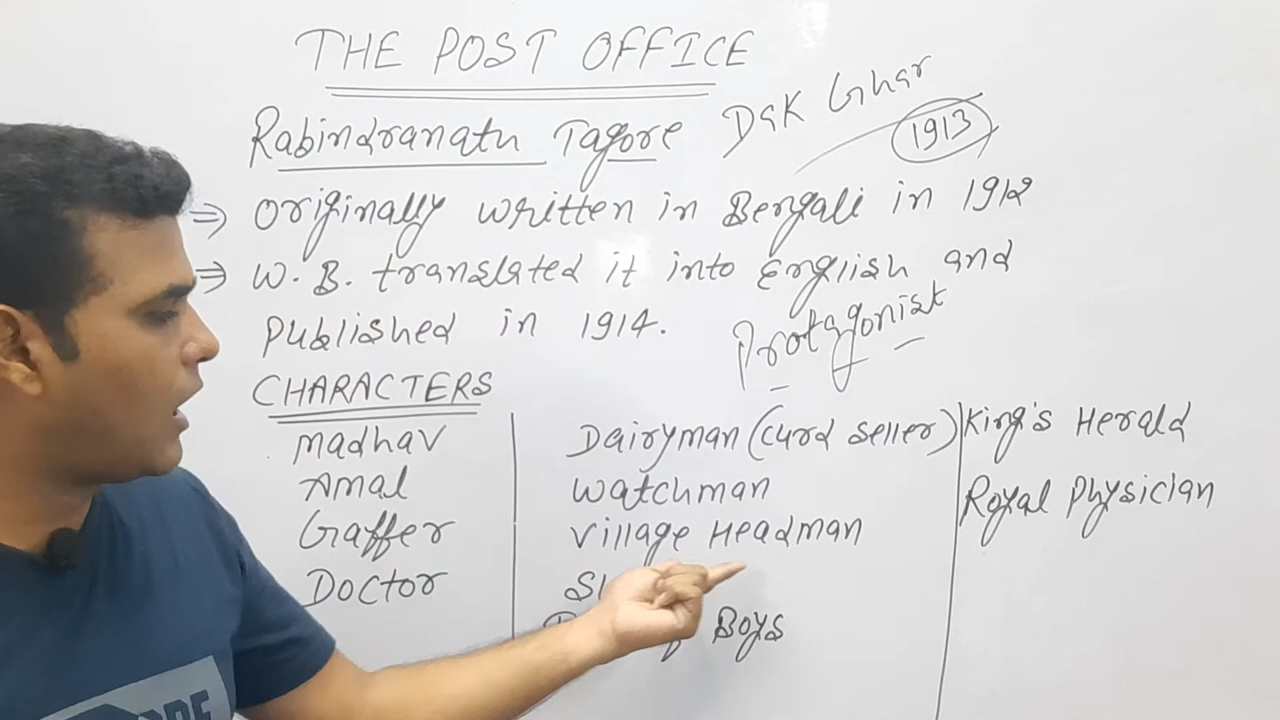 THE POST OFFICE
Rabindranath Tagore
Dak Ghar
1913
⇒ Originally written in Bengali in 1912
⇒ W.B. translated it into English and
Published in 1914.
Protagonist
CHARACTERS
Madhav
Amal
Gaffer
Doctor
Dairyman (Curd seller)
Watchman
Village Headman
Boys
King's Herald
Royal Physician